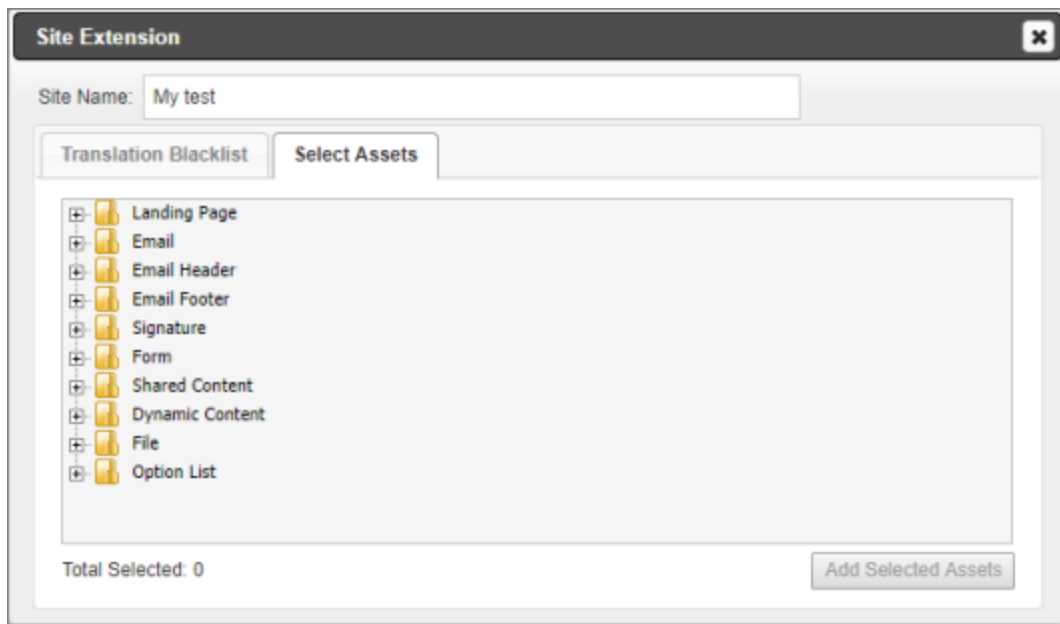 Site Extension
Site Name: My test
Translation Blacklist Select Assets
Landing Page
Email
Email Header
Email Footer
Signature
Form
Shared Content
Dynamic Content
File
Option List
Total Selected: 0 Add Selected Assets